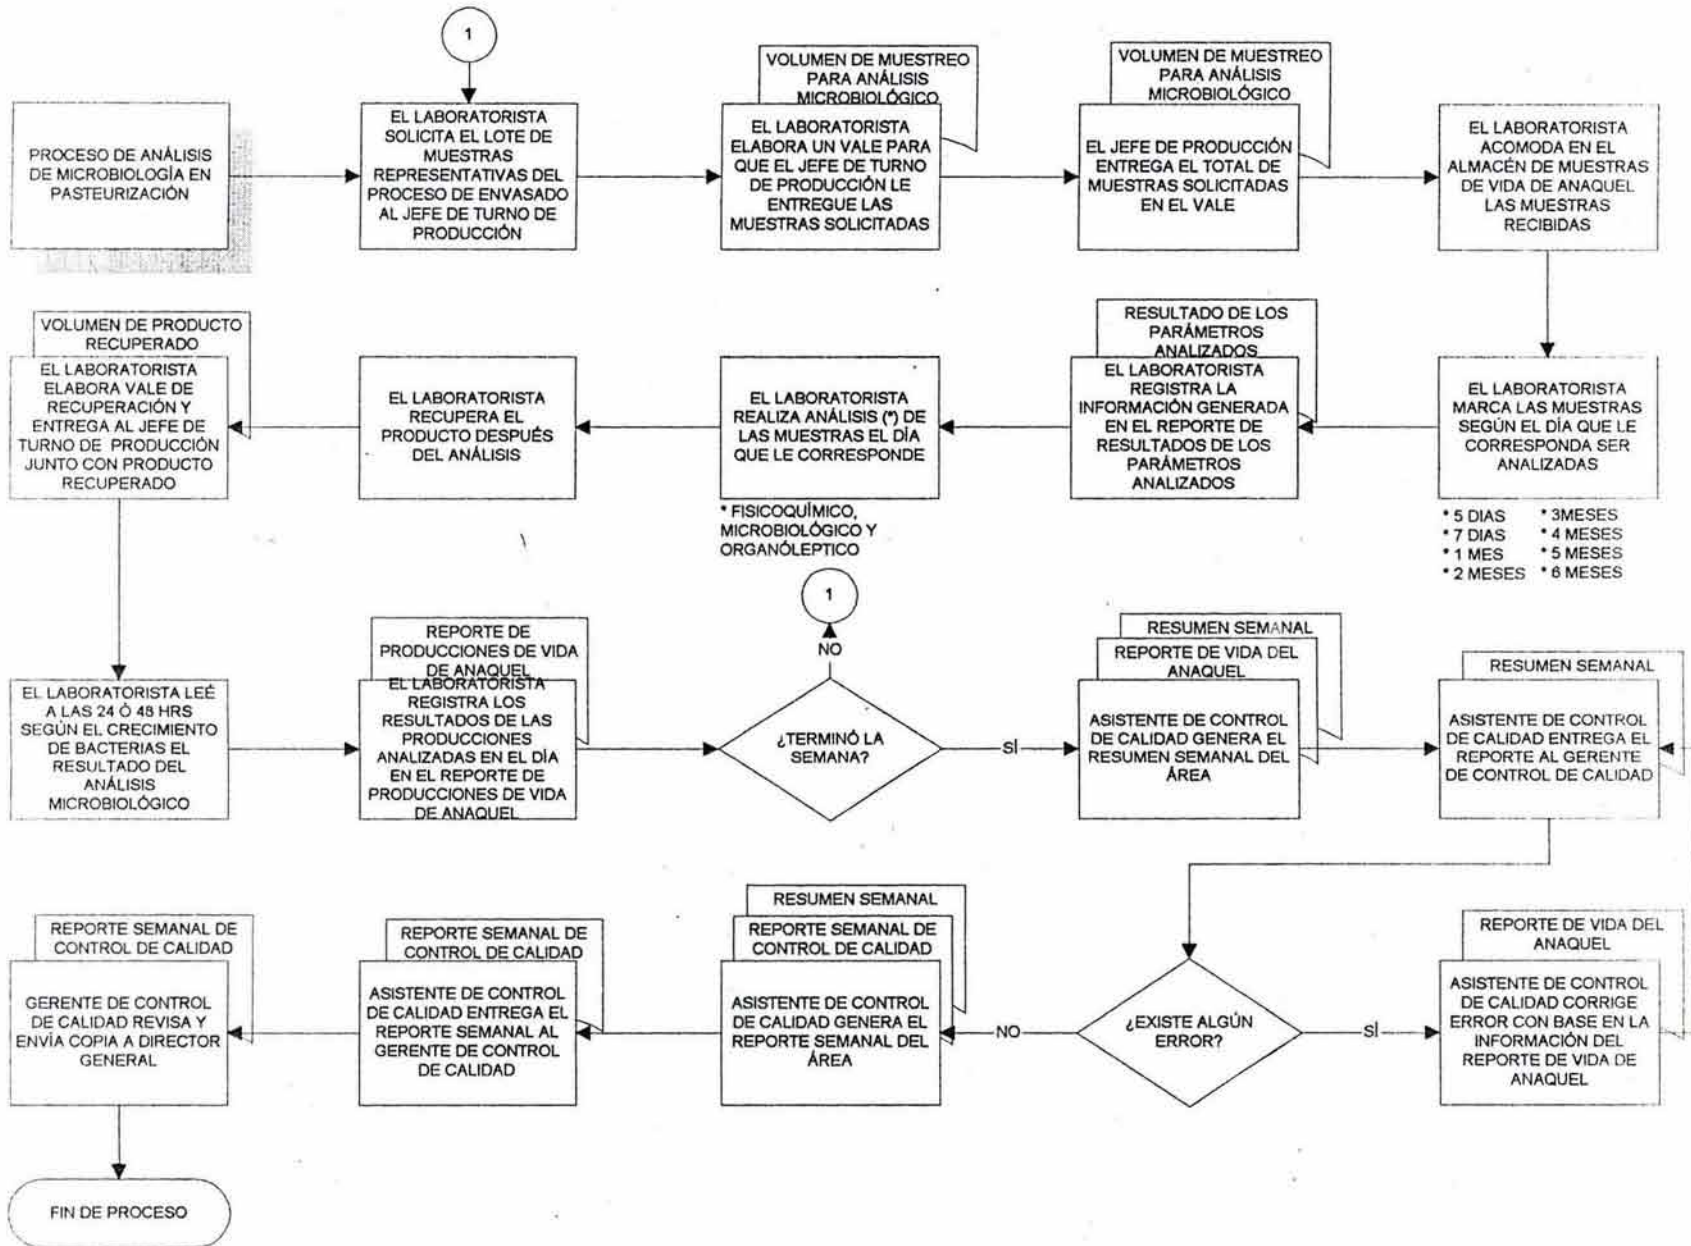 1
PROCESO DE ANÁLISIS
DE MICROBIOLOGÍA EN
PASTEURIZACIÓN
EL LABORATORISTA
SOLICITA EL LOTE DE
MUESTRAS
REPRESENTATIVAS DEL
PROCESO DE ENVASADO
AL JEFE DE TURNO DE
PRODUCCIÓN
VOLUMEN DE MUESTREO
PARA ANÁLISIS
MICROBIOLÓGICO
EL LABORATORISTA
ELABORA UN VALE PARA
QUE EL JEFE DE TURNO
DE PRODUCCIÓN LE
ENTREGUE LAS
MUESTRAS SOLICITADAS
VOLUMEN DE MUESTREO
PARA ANÁLISIS
MICROBIOLÓGICO
EL JEFE DE PRODUCCIÓN
ENTREGA EL TOTAL DE
MUESTRAS SOLICITADAS
EN EL VALE
EL LABORATORISTA
ACOMODA EN EL
ALMACÉN DE MUESTRAS
DE VIDA DE ANAQUEL
LAS MUESTRAS
RECIBIDAS
EL LABORATORISTA
MARCA LAS MUESTRAS
SEGÚN EL DÍA QUE LE
CORRESPONDA SER
ANALIZADAS
* 5 DIAS * 3MESES
* 7 DIAS * 4 MESES
* 1 MES * 5 MESES
* 2 MESES * 6 MESES
RESULTADO DE LOS
PARÁMETROS
ANALIZADOS
EL LABORATORISTA
REGISTRA LA
INFORMACIÓN GENERADA
EN EL REPORTE DE
RESULTADOS DE LOS
PARÁMETROS
ANALIZADOS
EL LABORATORISTA
REALIZA ANÁLISIS (*) DE
LAS MUESTRAS EL DÍA
QUE LE CORRESPONDE
* FISICOQUÍMICO,
MICROBIOLÓGICO Y
ORGANÓLEPTICO
EL LABORATORISTA
RECUPERA EL
PRODUCTO DESPUÉS
DEL ANÁLISIS
VOLUMEN DE PRODUCTO
RECUPERADO
EL LABORATORISTA
ELABORA VALE DE
RECUPERACIÓN Y
ENTREGA AL JEFE DE
TURNO DE PRODUCCIÓN
JUNTO CON PRODUCTO
RECUPERADO
EL LABORATORISTA LEÉ
A LAS 24 Ó 48 HRS
SEGÚN EL CRECIMIENTO
DE BACTERIAS EL
RESULTADO DEL
ANÁLISIS
MICROBIOLÓGICO
REPORTE DE
PRODUCCIONES DE VIDA
DE ANAQUEL
EL LABORATORISTA
REGISTRA LOS
RESULTADOS DE LAS
PRODUCCIONES
ANALIZADAS EN EL DÍA
EN EL REPORTE DE
PRODUCCIONES DE VIDA
DE ANAQUEL
1
NO
¿TERMINÓ LA
SEMANA?
SÍ
RESUMEN SEMANAL
REPORTE DE VIDA DEL
ANAQUEL
ASISTENTE DE CONTROL
DE CALIDAD GENERA EL
RESUMEN SEMANAL DEL
ÁREA
RESUMEN SEMANAL
ASISTENTE DE CONTROL
DE CALIDAD ENTREGA EL
REPORTE AL GERENTE
DE CONTROL DE CALIDAD
¿EXISTE ALGÚN
ERROR?
SÍ
REPORTE DE VIDA DEL
ANAQUEL
ASISTENTE DE CONTROL
DE CALIDAD CORRIGE
ERROR CON BASE EN LA
INFORMACIÓN DEL
REPORTE DE VIDA DE
ANAQUEL
NO
RESUMEN SEMANAL
REPORTE SEMANAL DE
CONTROL DE CALIDAD
ASISTENTE DE CONTROL
DE CALIDAD GENERA EL
REPORTE SEMANAL DEL
ÁREA
REPORTE SEMANAL DE
CONTROL DE CALIDAD
ASISTENTE DE CONTROL
DE CALIDAD ENTREGA EL
REPORTE SEMANAL AL
GERENTE DE CONTROL
DE CALIDAD
REPORTE SEMANAL DE
CONTROL DE CALIDAD
GERENTE DE CONTROL
DE CALIDAD REVISA Y
ENVÍA COPIA A DIRECTOR
GENERAL
FIN DE PROCESO